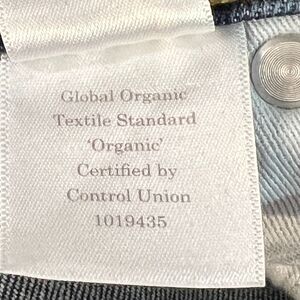 Global Organic
Textile Standard
‘Organic’
Certified by
Control Union
1019435